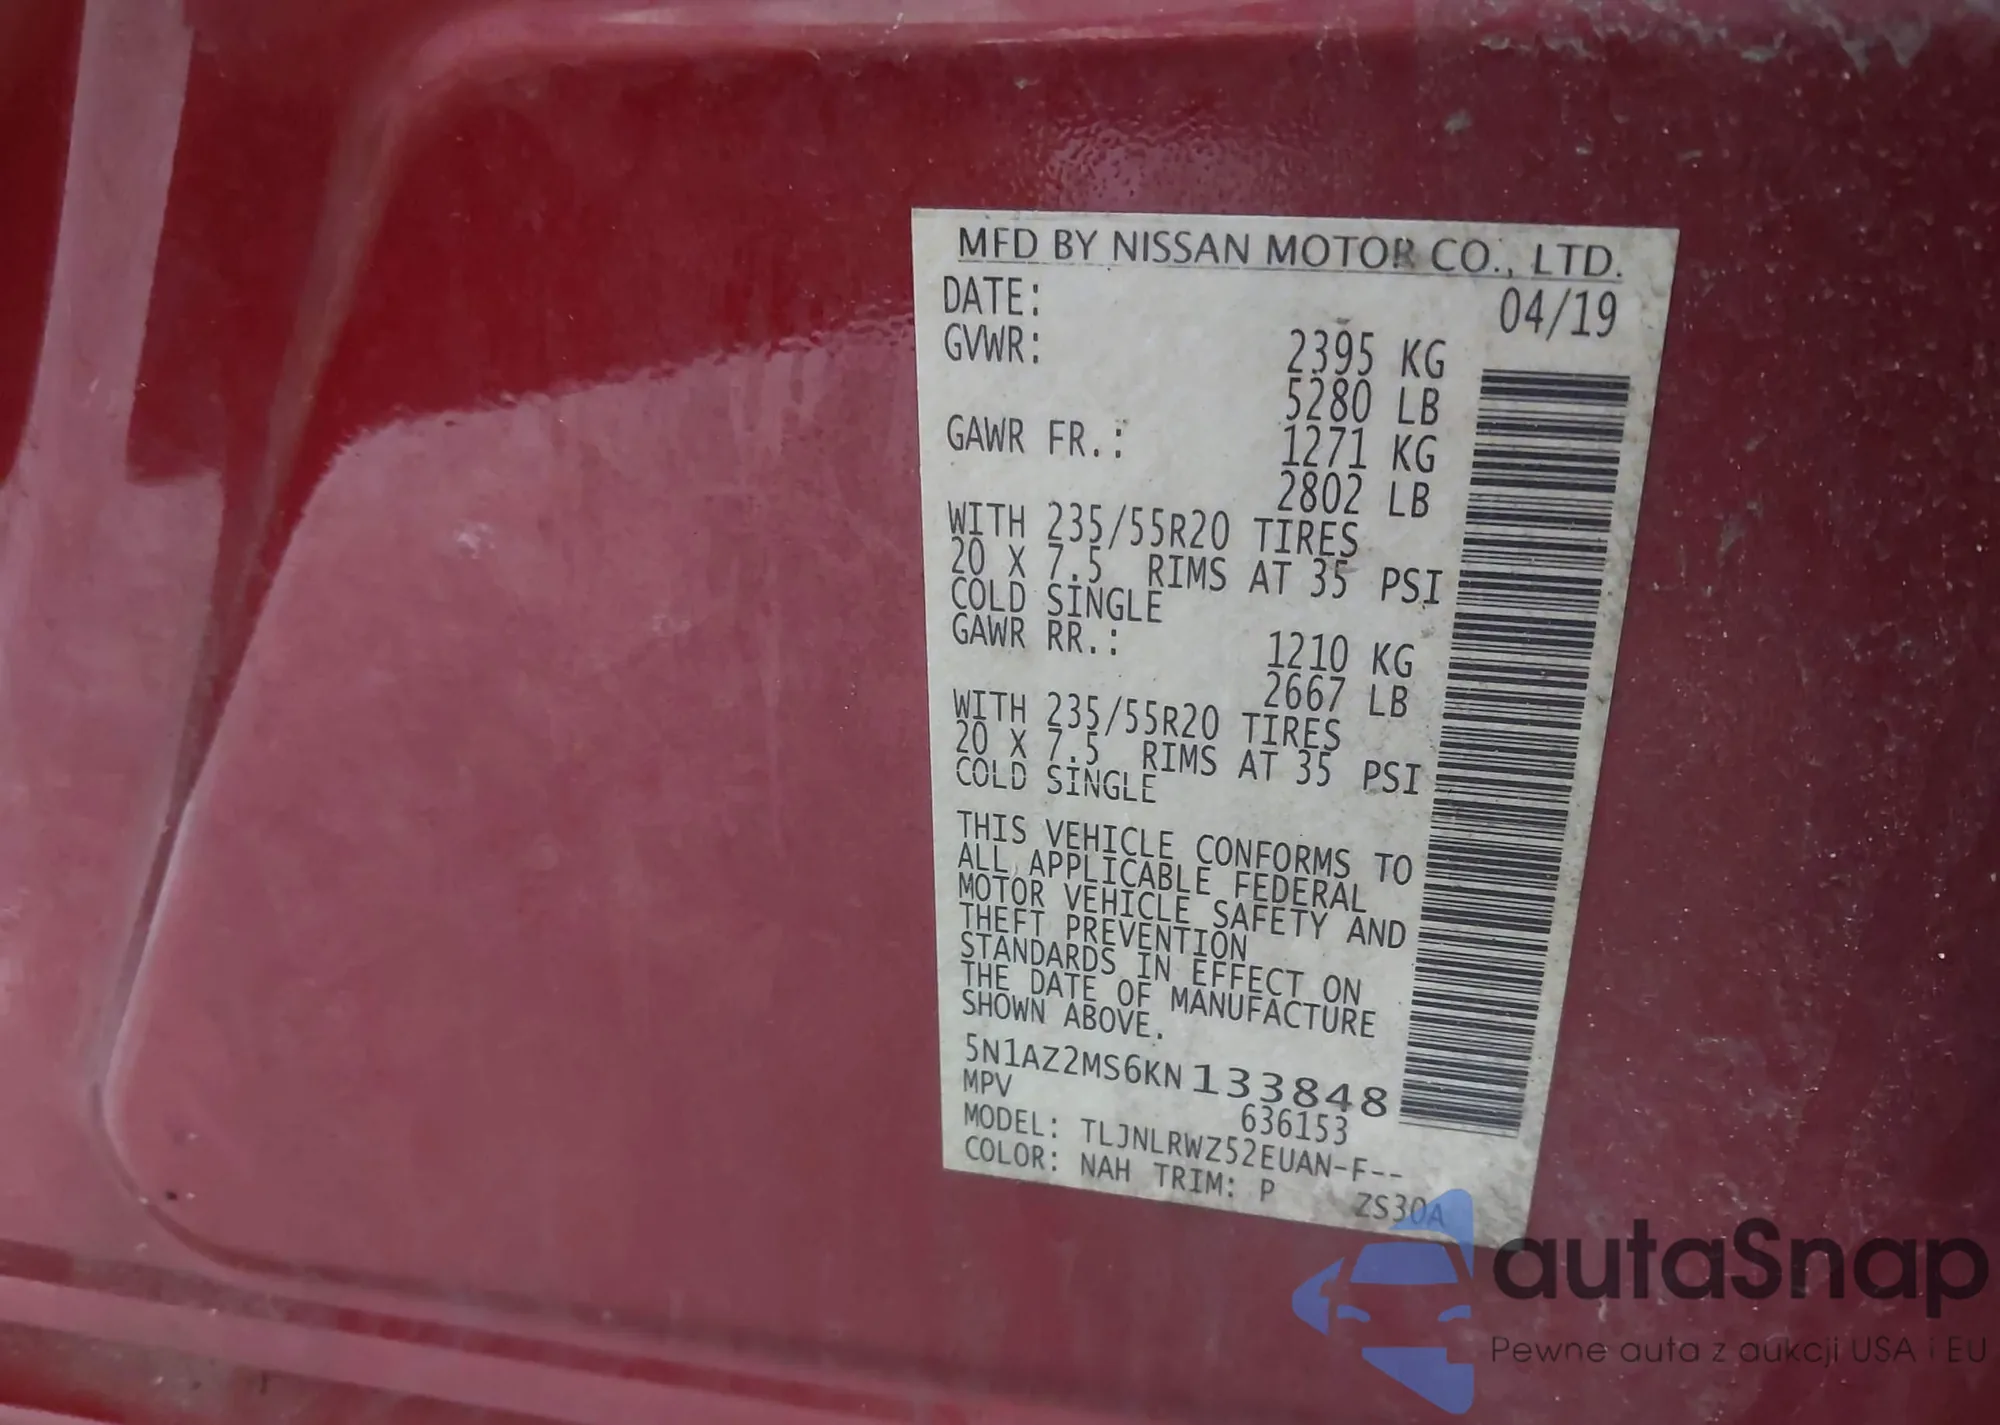 MFD BY NISSAN MOTOR CO., LTD.
DATE: 04/19
GVWR: 2395 KG
5280 LB
GAWR FR.: 1271 KG
2802 LB
WITH 235/55R20 TIRES
20 X 7.5 RIMS AT 35 PSI
COLD SINGLE
GAWR RR.: 1210 KG
2667 LB
WITH 235/55R20 TIRES
20 X 7.5 RIMS AT 35 PSI
COLD SINGLE
THIS VEHICLE CONFORMS TO
ALL APPLICABLE FEDERAL
MOTOR VEHICLE SAFETY AND
THEFT PREVENTION
STANDARDS IN EFFECT ON
THE DATE OF MANUFACTURE
SHOWN ABOVE.
5N1AZ2MS6KN133848
MPV 636153
MODEL: TLJNLRWZ52EUAN-F--
COLOR: NAH TRIM: P ZS30A
autaSnap
Pewne auta z aukcji USA i EU